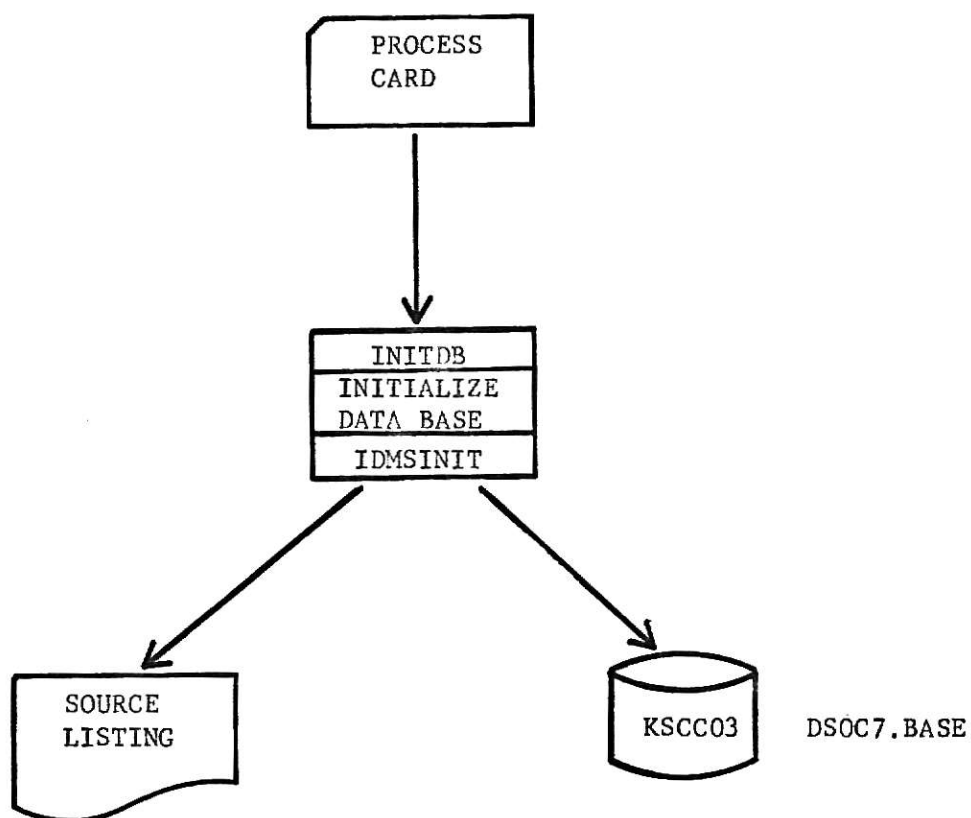 PROCESS
CARD
INITDB
INITIALIZE
DATA BASE
IDMSINIT
SOURCE
LISTING
KSCC03
DSOC7.BASE